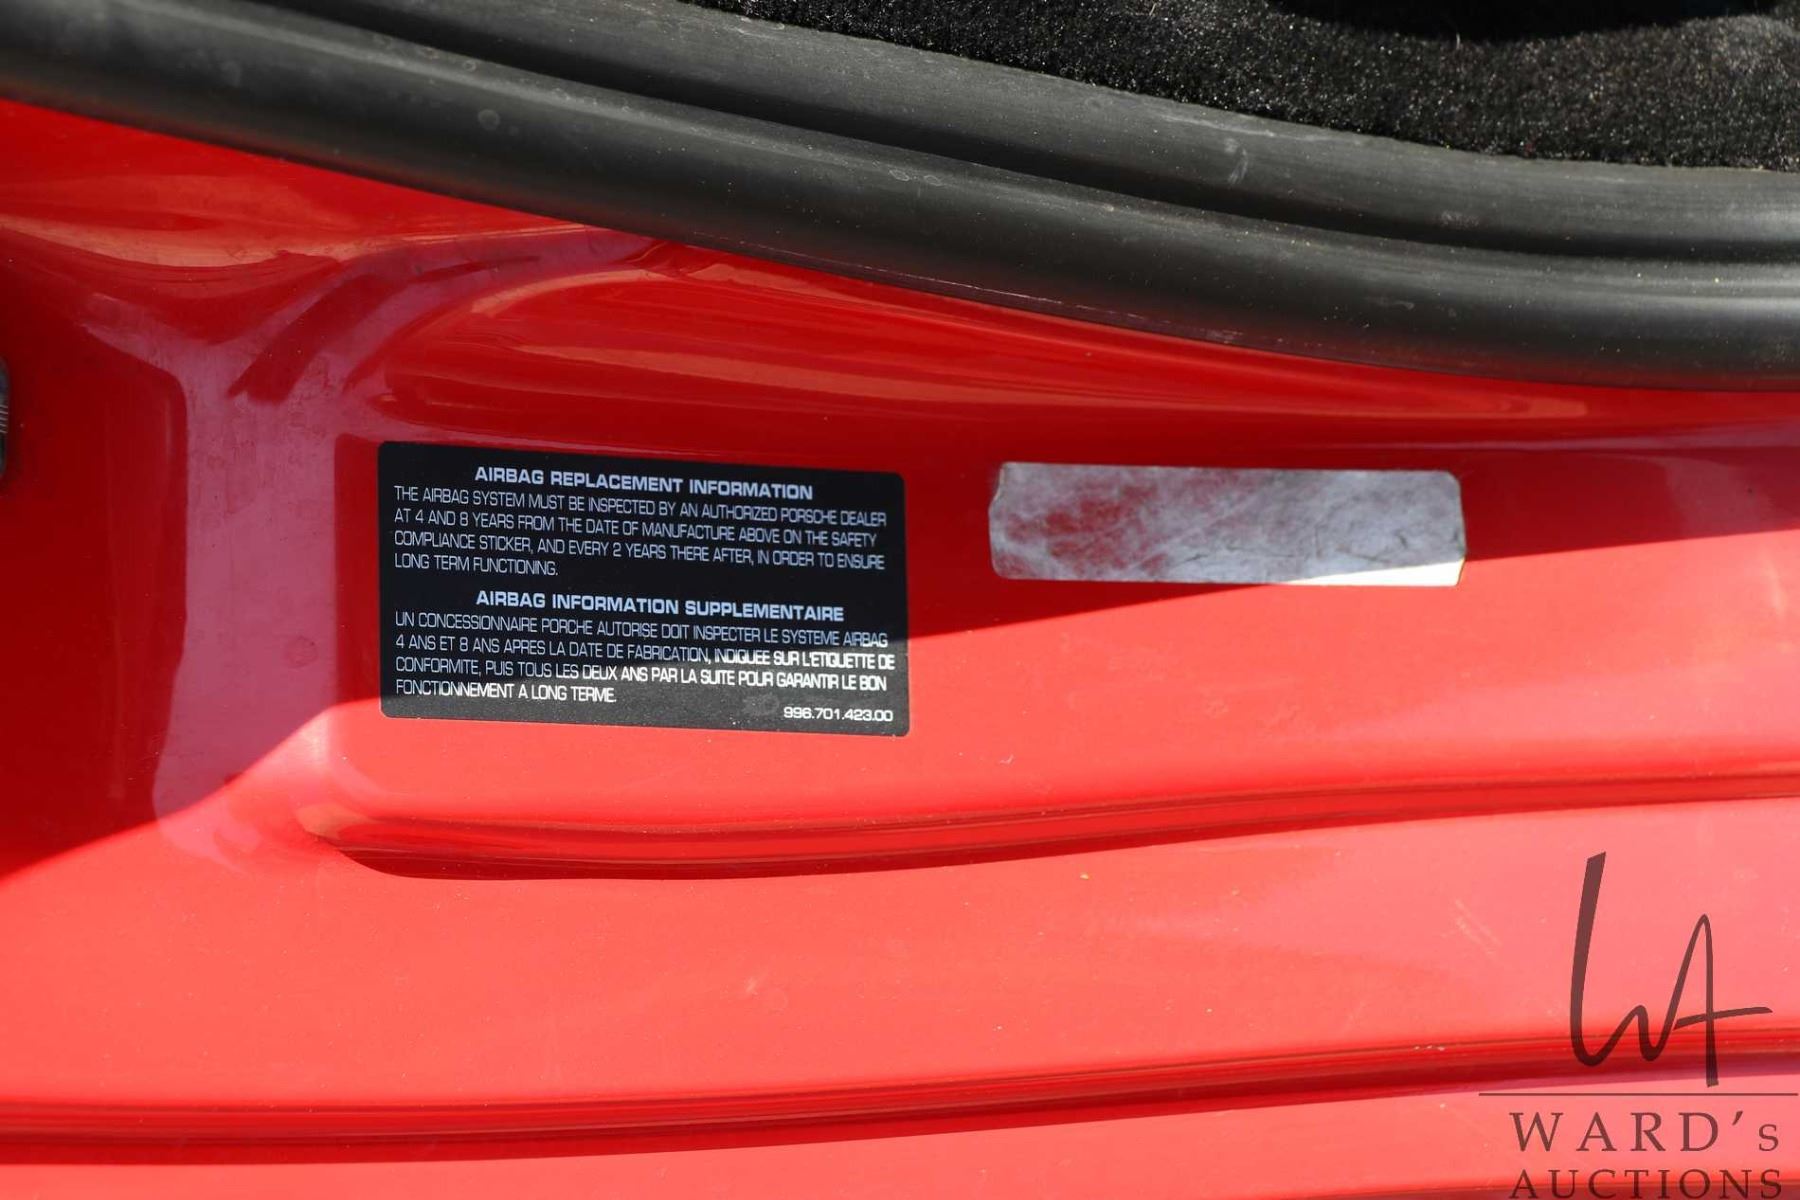 AIRBAG REPLACEMENT INFORMATION
THE AIRBAG SYSTEM MUST BE INSPECTED BY AN AUTHORIZED PORSCHE DEALER
AT 4 AND 8 YEARS FROM THE DATE OF MANUFACTURE ABOVE ON THE SAFETY
COMPLIANCE STICKER, AND EVERY 2 YEARS THERE AFTER, IN ORDER TO ENSURE
LONG TERM FUNCTIONING.
AIRBAG INFORMATION SUPPLEMENTAIRE
UN CONCESSIONNAIRE PORCHE AUTORISE DOIT INSPECTER LE SYSTEME AIRBAG
4 ANS ET 8 ANS APRES LA DATE DE FABRICATION, INDIQUEE SUR L'ETIQUETTE DE
CONFORMITE, PUIS TOUS LES DEUX ANS PAR LA SUITE POUR GARANTIR LE BON
FONCTIONNEMENT A LONG TERME.
996.701.423.00
WA
WARD's
AUCTIONS